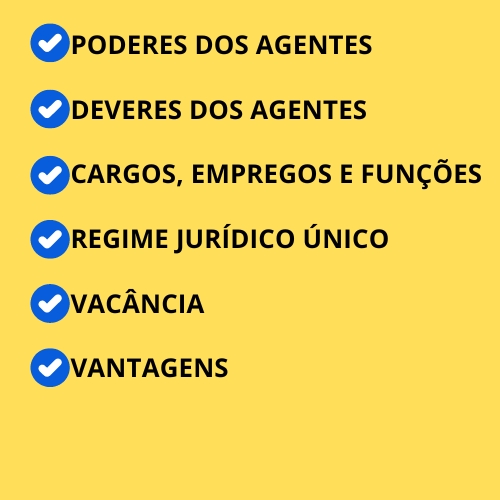 PODERES DOS AGENTES
DEVERES DOS AGENTES
CARGOS, EMPREGOS E FUNÇÕES
REGIME JURÍDICO ÚNICO
VACÂNCIA
VANTAGENS